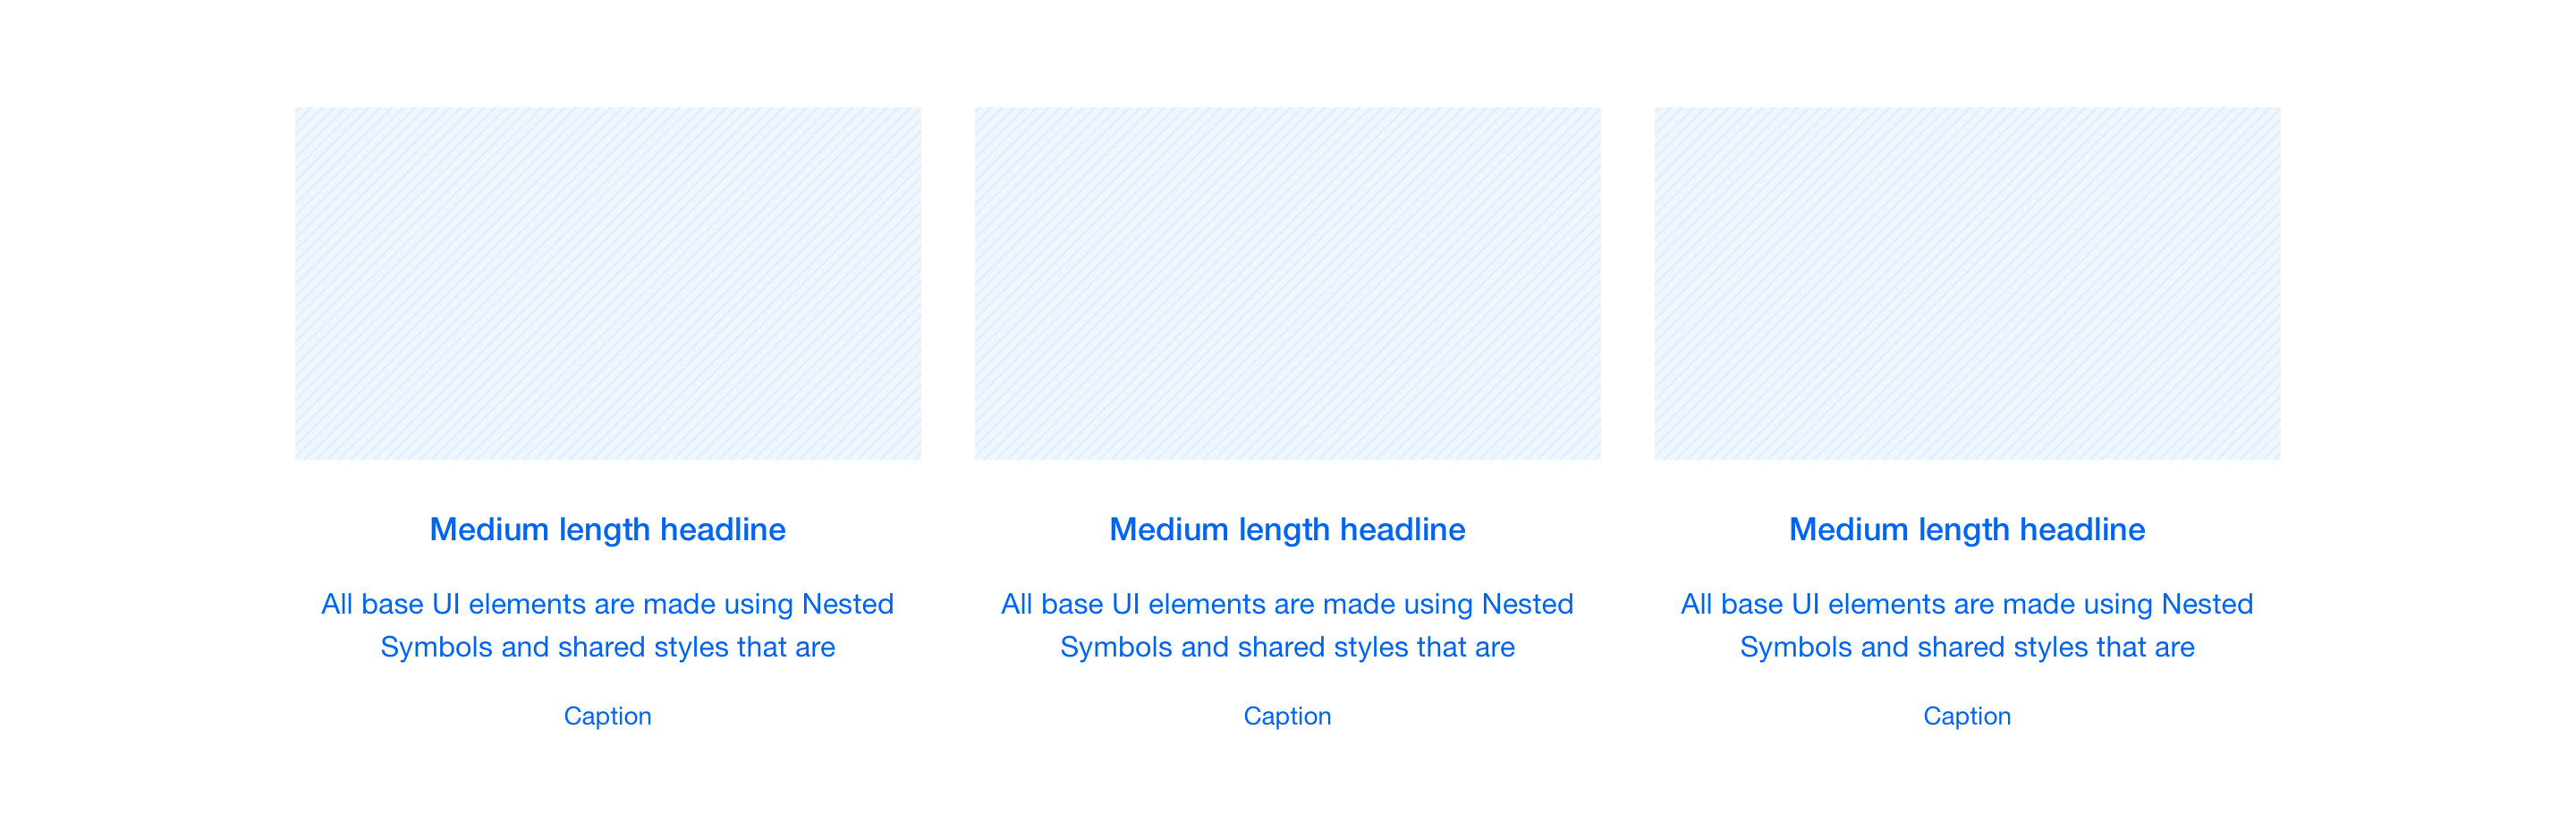 Medium length headline
All base UI elements are made using Nested
Symbols and shared styles that are
Caption
Medium length headline
All base UI elements are made using Nested
Symbols and shared styles that are
Caption
Medium length headline
All base UI elements are made using Nested
Symbols and shared styles that are
Caption